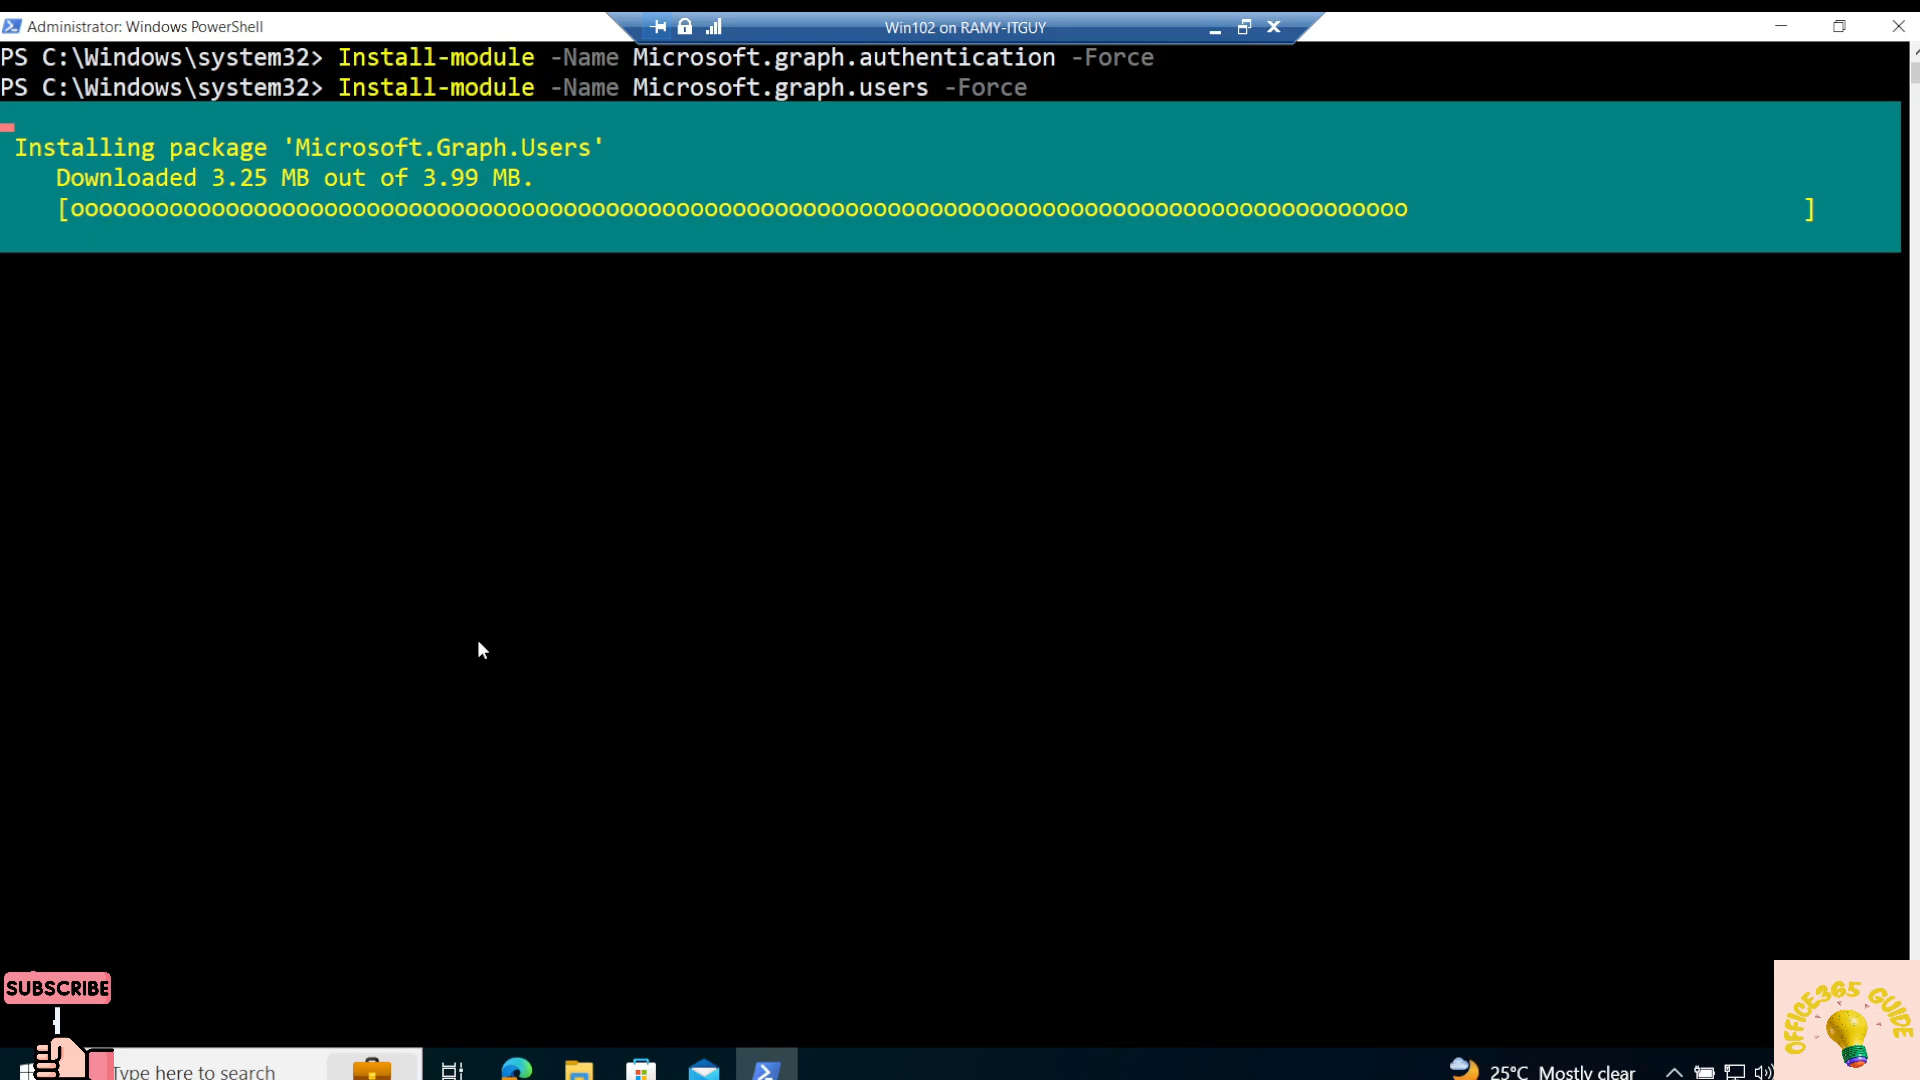 Administrator: Windows PowerShell
Win102 on RAMY-ITGUY
PS C:\Windows\system32> Install-module -Name Microsoft.graph.authentication -Force
PS C:\Windows\system32> Install-module -Name Microsoft.graph.users -Force
Installing package 'Microsoft.Graph.Users'
Downloaded 3.25 MB out of 3.99 MB.
[ooooooooooooooooooooooooooooooooooooooooooooooooooooooooooooooooooooooooooooooooooooooooooooooo ]
SUBSCRIBE
OFFICE365 GUIDE
Type here to search
25°C Mostly clear